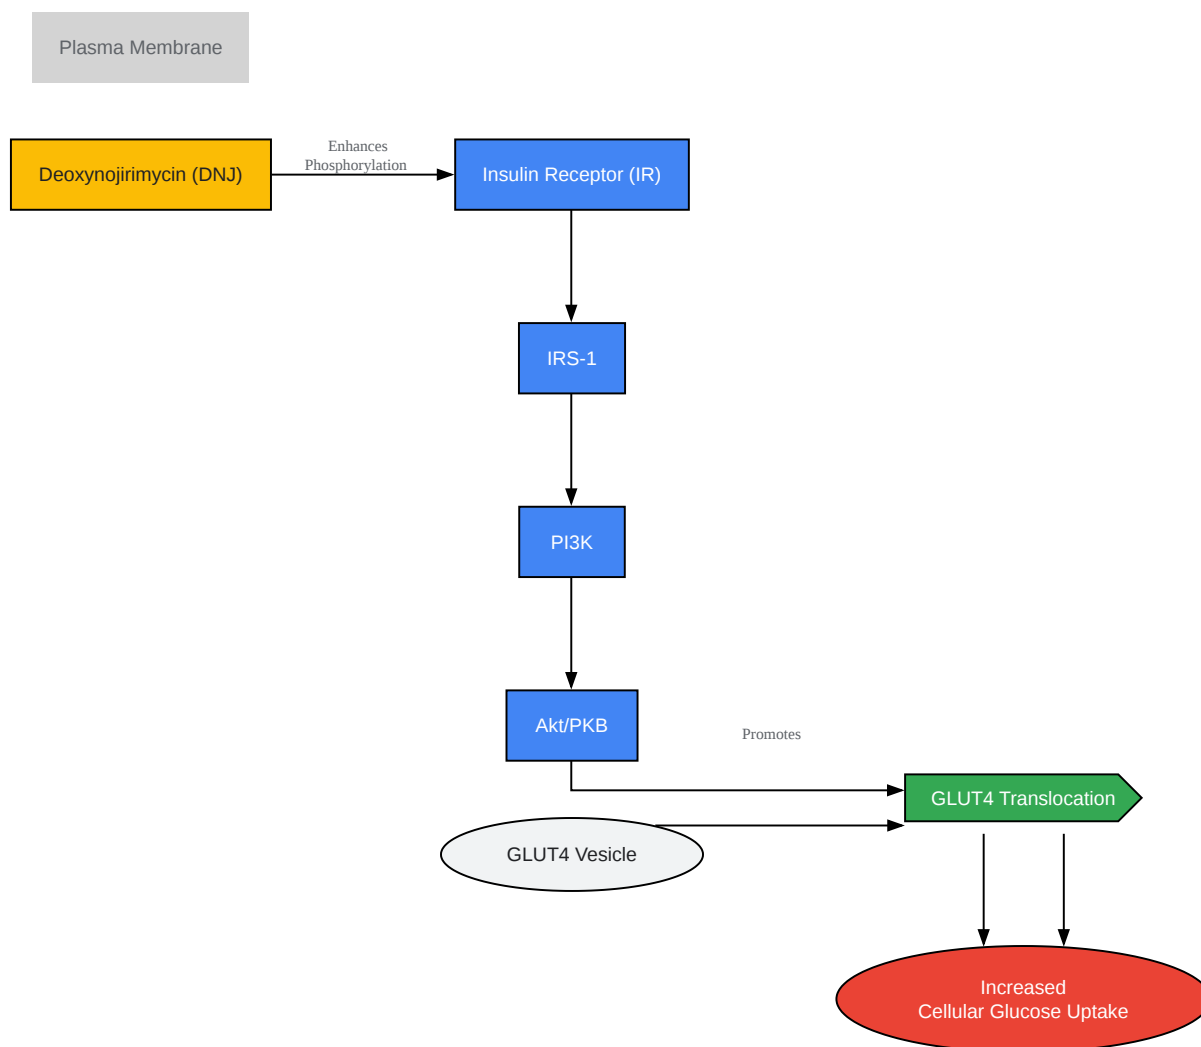 Plasma Membrane
Deoxynojirimycin (DNJ)
Enhances
Phosphorylation
Insulin Receptor (IR)
IRS-1
PI3K
Akt/PKB
Promotes
GLUT4 Translocation
GLUT4 Vesicle
Increased
Cellular Glucose Uptake